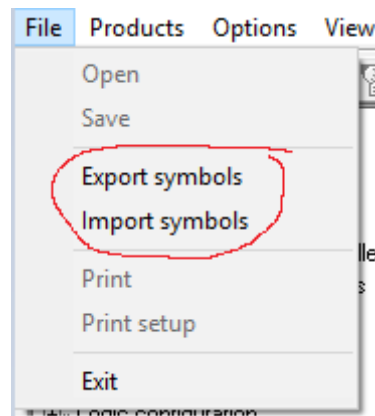 File Products Options View
Open
Save
Export symbols
Import symbols
Print
Print setup
Exit